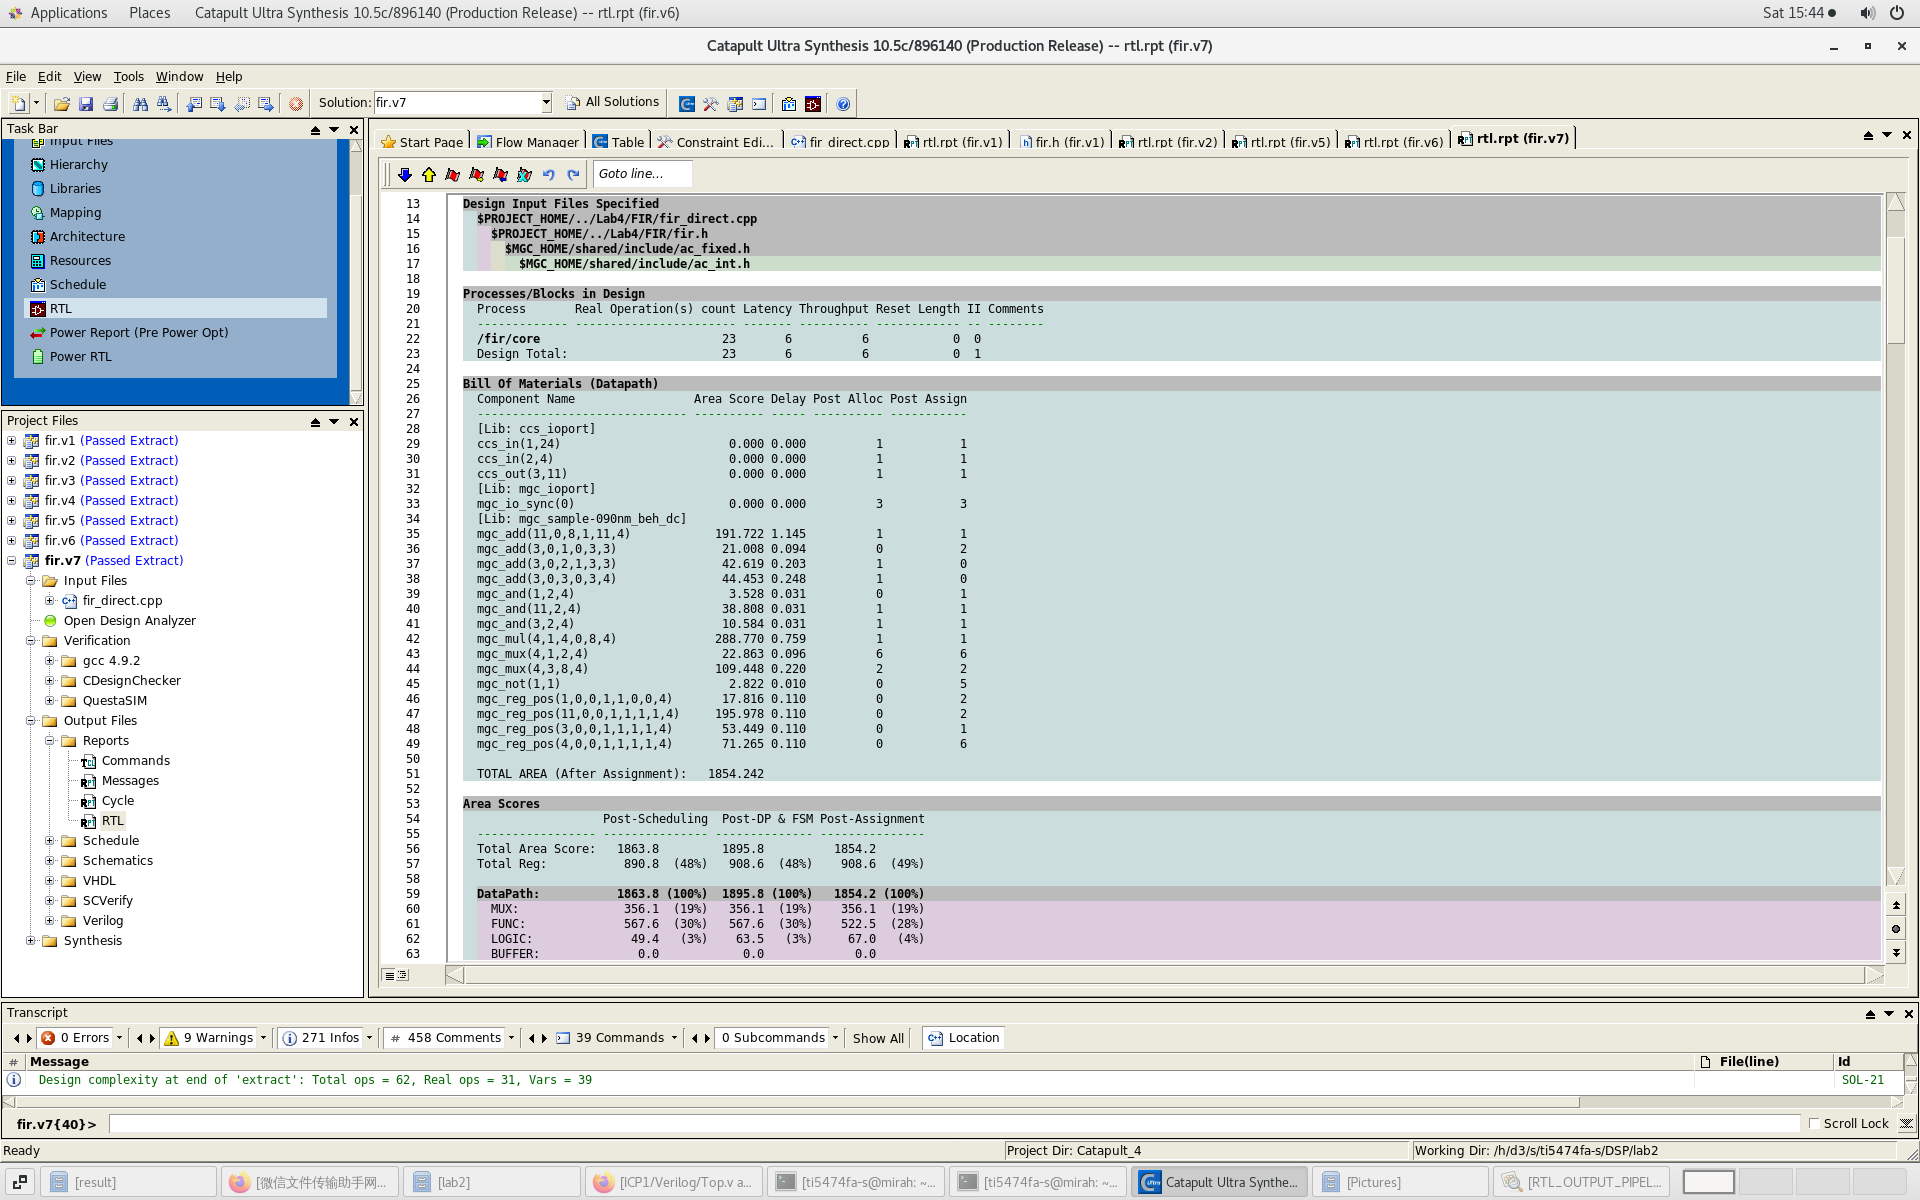 Applications Places Catapult Ultra Synthesis 10.5c/896140 (Production Release) -- rtl.rpt (fir.v6) Sat 15:44
Catapult Ultra Synthesis 10.5c/896140 (Production Release) -- rtl.rpt (fir.v7)
File Edit View Tools Window Help
Solution: fir.v7 All Solutions
Task Bar
Input Files
Hierarchy
Libraries
Mapping
Architecture
Resources
Schedule
RTL
Power Report (Pre Power Opt)
Power RTL
Project Files
fir.v1 (Passed Extract)
fir.v2 (Passed Extract)
fir.v3 (Passed Extract)
fir.v4 (Passed Extract)
fir.v5 (Passed Extract)
fir.v6 (Passed Extract)
fir.v7 (Passed Extract)
Input Files
fir_direct.cpp
Open Design Analyzer
Verification
gcc 4.9.2
CDesignChecker
QuestaSIM
Output Files
Reports
Commands
Messages
Cycle
RTL
Schedule
Schematics
VHDL
SCVerify
Verilog
Synthesis
Start Page Flow Manager Table Constraint Edi... fir_direct.cpp rtl.rpt (fir.v1) fir.h (fir.v1) rtl.rpt (fir.v2) rtl.rpt (fir.v5) rtl.rpt (fir.v6) rtl.rpt (fir.v7)
Goto line...
13 Design Input Files Specified
14 $PROJECT_HOME/../Lab4/FIR/fir_direct.cpp
15 $PROJECT_HOME/../Lab4/FIR/fir.h
16 $MGC_HOME/shared/include/ac_fixed.h
17 $MGC_HOME/shared/include/ac_int.h
18
19 Processes/Blocks in Design
20 Process Real Operation(s) count Latency Throughput Reset Length II Comments
21 ------------- ----------------------- ------- ---------- ------------ -- --------
22 /fir/core 23 6 6 0 0
23 Design Total: 23 6 6 0 1
24
25 Bill Of Materials (Datapath)
26 Component Name Area Score Delay Post Alloc Post Assign
27 ------------------------------ ---------- ----- ---------- -----------
28 [Lib: ccs_ioport]
29 ccs_in(1,24) 0.000 0.000 1 1
30 ccs_in(2,4) 0.000 0.000 1 1
31 ccs_out(3,11) 0.000 0.000 1 1
32 [Lib: mgc_ioport]
33 mgc_io_sync(0) 0.000 0.000 3 3
34 [Lib: mgc_sample-090nm_beh_dc]
35 mgc_add(11,0,8,1,11,4) 191.722 1.145 1 1
36 mgc_add(3,0,1,0,3,3) 21.008 0.094 0 2
37 mgc_add(3,0,2,1,3,3) 42.619 0.203 1 0
38 mgc_add(3,0,3,0,3,4) 44.453 0.248 1 0
39 mgc_and(1,2,4) 3.528 0.031 0 1
40 mgc_and(11,2,4) 38.808 0.031 1 1
41 mgc_and(3,2,4) 10.584 0.031 1 1
42 mgc_mul(4,1,4,0,8,4) 288.770 0.759 1 1
43 mgc_mux(4,1,2,4) 22.863 0.096 6 6
44 mgc_mux(4,3,8,4) 109.448 0.220 2 2
45 mgc_not(1,1) 2.822 0.010 0 5
46 mgc_reg_pos(1,0,0,1,1,0,0,4) 17.816 0.110 0 2
47 mgc_reg_pos(11,0,0,1,1,1,1,4) 195.978 0.110 0 2
48 mgc_reg_pos(3,0,0,1,1,1,1,4) 53.449 0.110 0 1
49 mgc_reg_pos(4,0,0,1,1,1,1,4) 71.265 0.110 0 6
50
51 TOTAL AREA (After Assignment): 1854.242
52
53 Area Scores
54 Post-Scheduling Post-DP & FSM Post-Assignment
55 ----------------- --------------- -------------- ---------------
56 Total Area Score: 1863.8 1895.8 1854.2
57 Total Reg: 890.8 (48%) 908.6 (48%) 908.6 (49%)
58
59 DataPath: 1863.8 (100%) 1895.8 (100%) 1854.2 (100%)
60 MUX: 356.1 (19%) 356.1 (19%) 356.1 (19%)
61 FUNC: 567.6 (30%) 567.6 (30%) 522.5 (28%)
62 LOGIC: 49.4 (3%) 63.5 (3%) 67.0 (4%)
63 BUFFER: 0.0 0.0 0.0
Transcript
0 Errors 9 Warnings 271 Infos # 458 Comments 39 Commands 0 Subcommands Show All Location
# Message File(line) Id
Design complexity at end of 'extract': Total ops = 62, Real ops = 31, Vars = 39 SOL-21
fir.v7{40}> Scroll Lock
Ready Project Dir: Catapult_4 Working Dir: /h/d3/s/ti5474fa-s/DSP/lab2
[result] [微信文件传输助手网... [lab2] [ICP1/Verilog/Top.v a... [ti5474fa-s@mirah: ~... [ti5474fa-s@mirah: ~... Catapult Ultra Synthe... [Pictures] [RTL_OUTPUT_PIPEL...